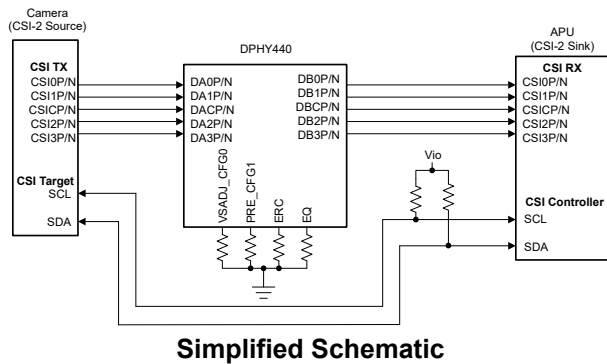 Camera
(CSI-2 Source)
CSI TX
CSI0P/N
CSI1P/N
CSICP/N
CSI2P/N
CSI3P/N
CSI Target
SCL
SDA
DPHY440
DA0P/N
DA1P/N
DACP/N
DA2P/N
DA3P/N
DB0P/N
DB1P/N
DBCP/N
DB2P/N
DB3P/N
VSADJ_CFG0
PRE_CFG1
ERC
EQ
Vio
APU
(CSI-2 Sink)
CSI RX
CSI0P/N
CSI1P/N
CSICP/N
CSI2P/N
CSI3P/N
CSI Controller
SCL
SDA
Simplified Schematic